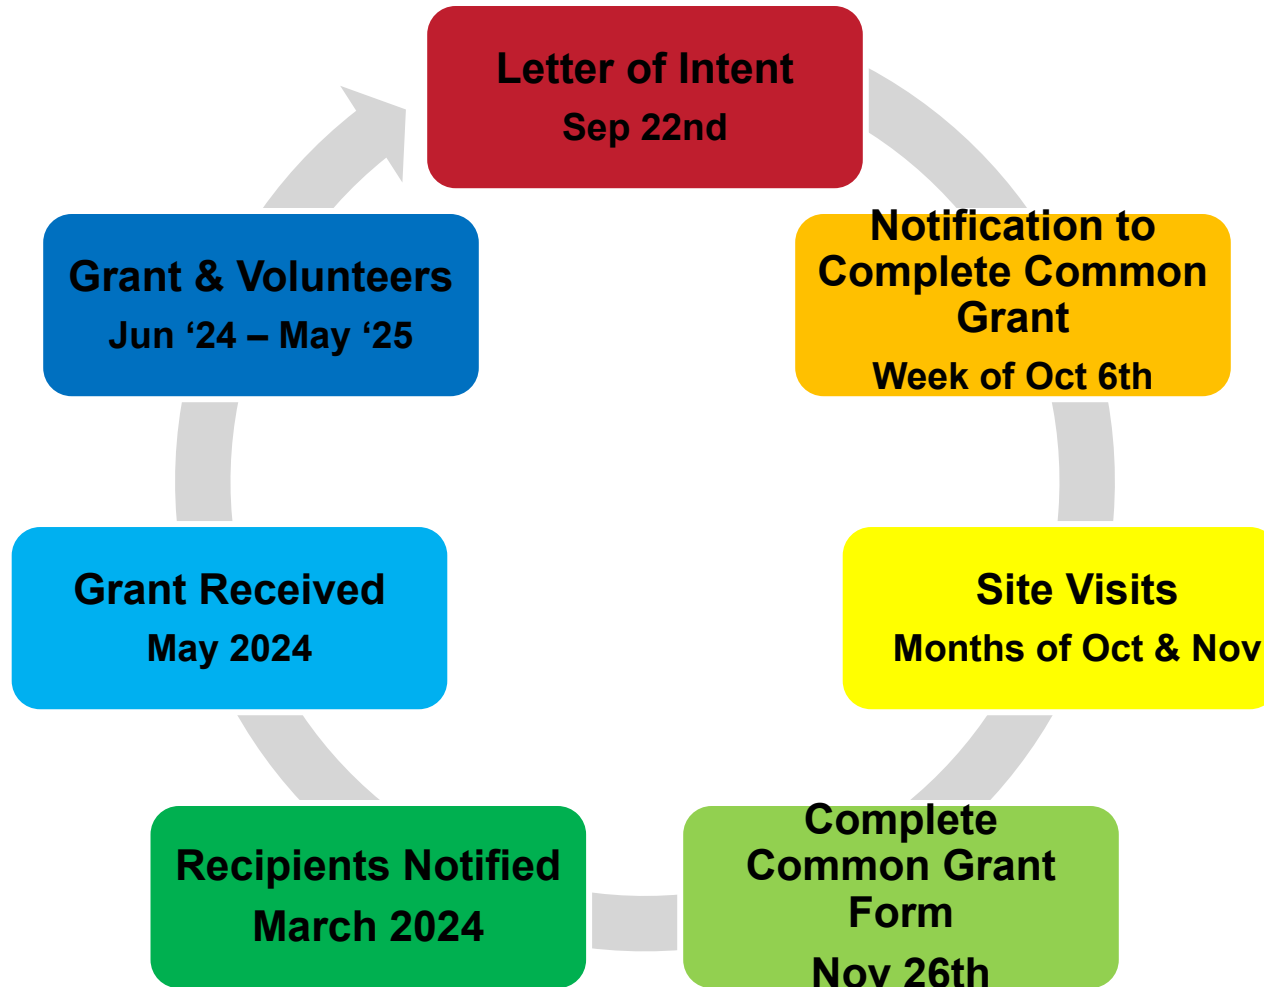 Letter of Intent
Sep 22nd
Notification to
Complete Common
Grant
Week of Oct 6th
Site Visits
Months of Oct & Nov
Complete
Common Grant
Form
Nov 26th
Recipients Notified
March 2024
Grant Received
May 2024
Grant & Volunteers
Jun ‘24 – May ‘25